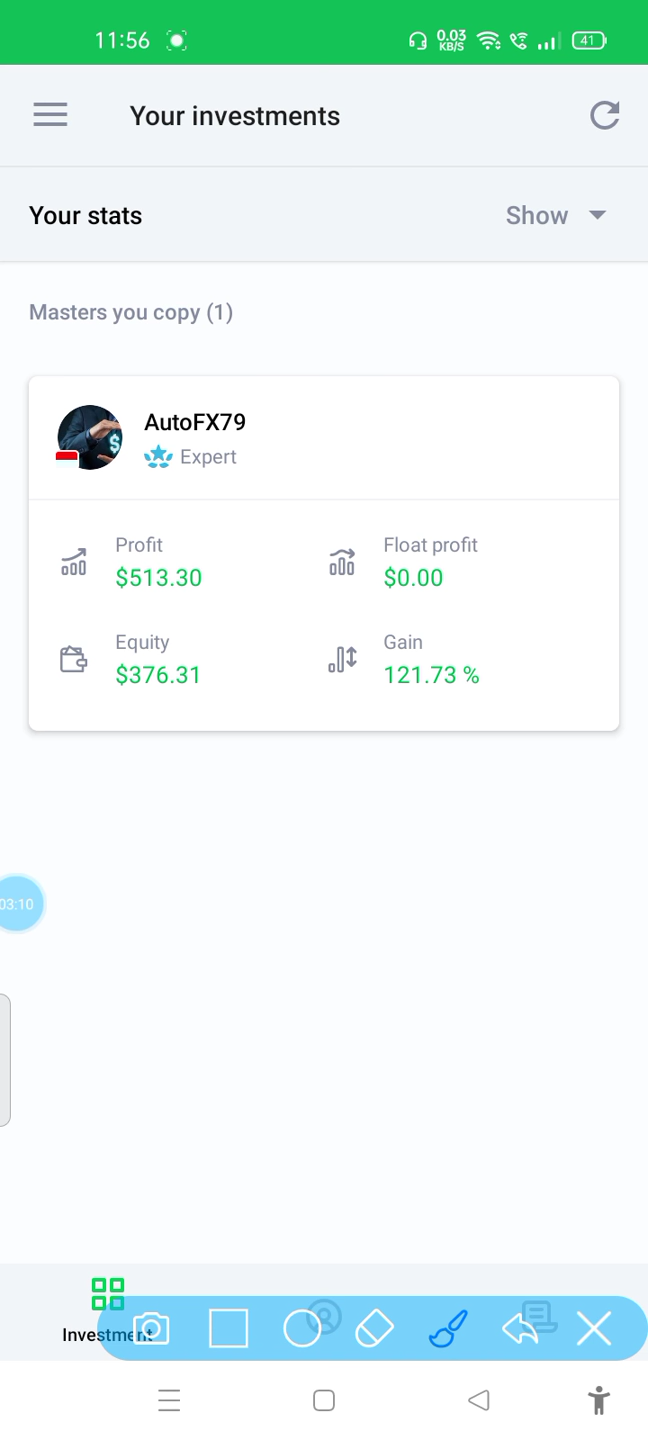 11:56
0.03
KB/S
41
Your investments
Your stats
Show
Masters you copy (1)
$
AutoFX79
Expert
Profit
$513.30
Float profit
$0.00
Equity
$376.31
Gain
121.73 %
03:10
Investment